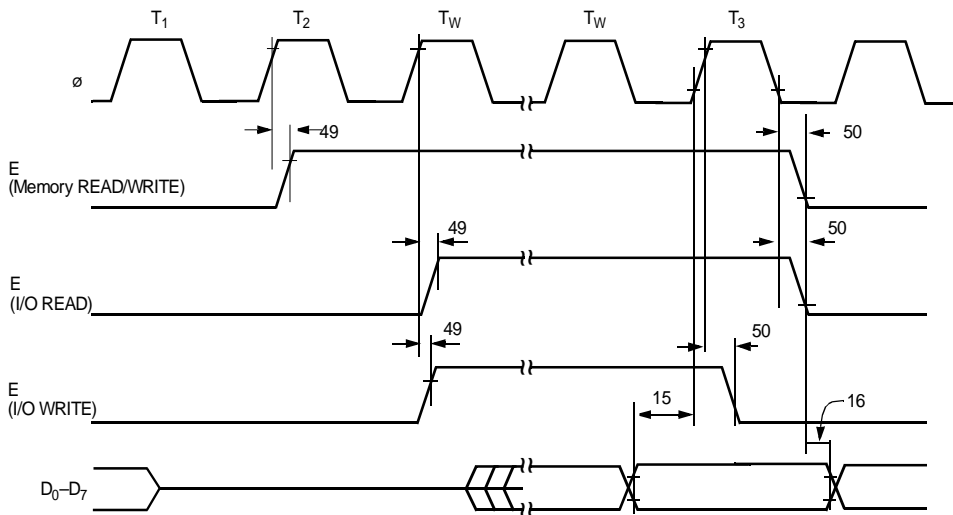 T1 T2 TW TW T3
ø
49 50
E
(Memory READ/WRITE)
49 50
E
(I/O READ)
49 50
E
(I/O WRITE)
15 16
D0–D7